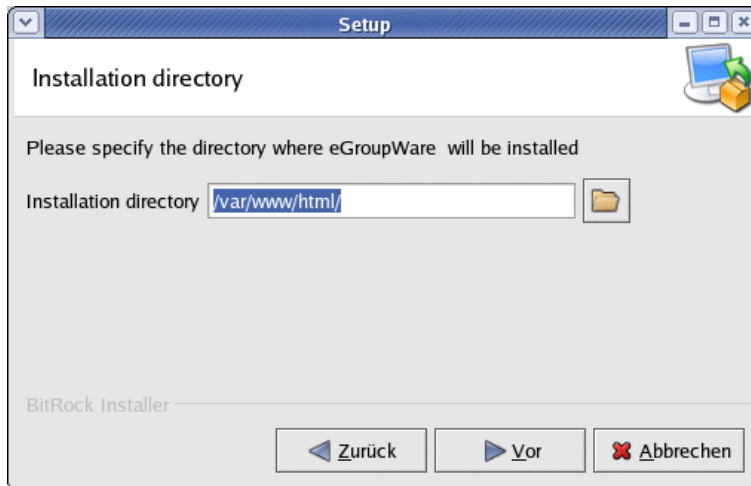 Setup
Installation directory
Please specify the directory where eGroupWare will be installed
Installation directory /var/www/html/
BitRock Installer
Zurück Vor Abbrechen